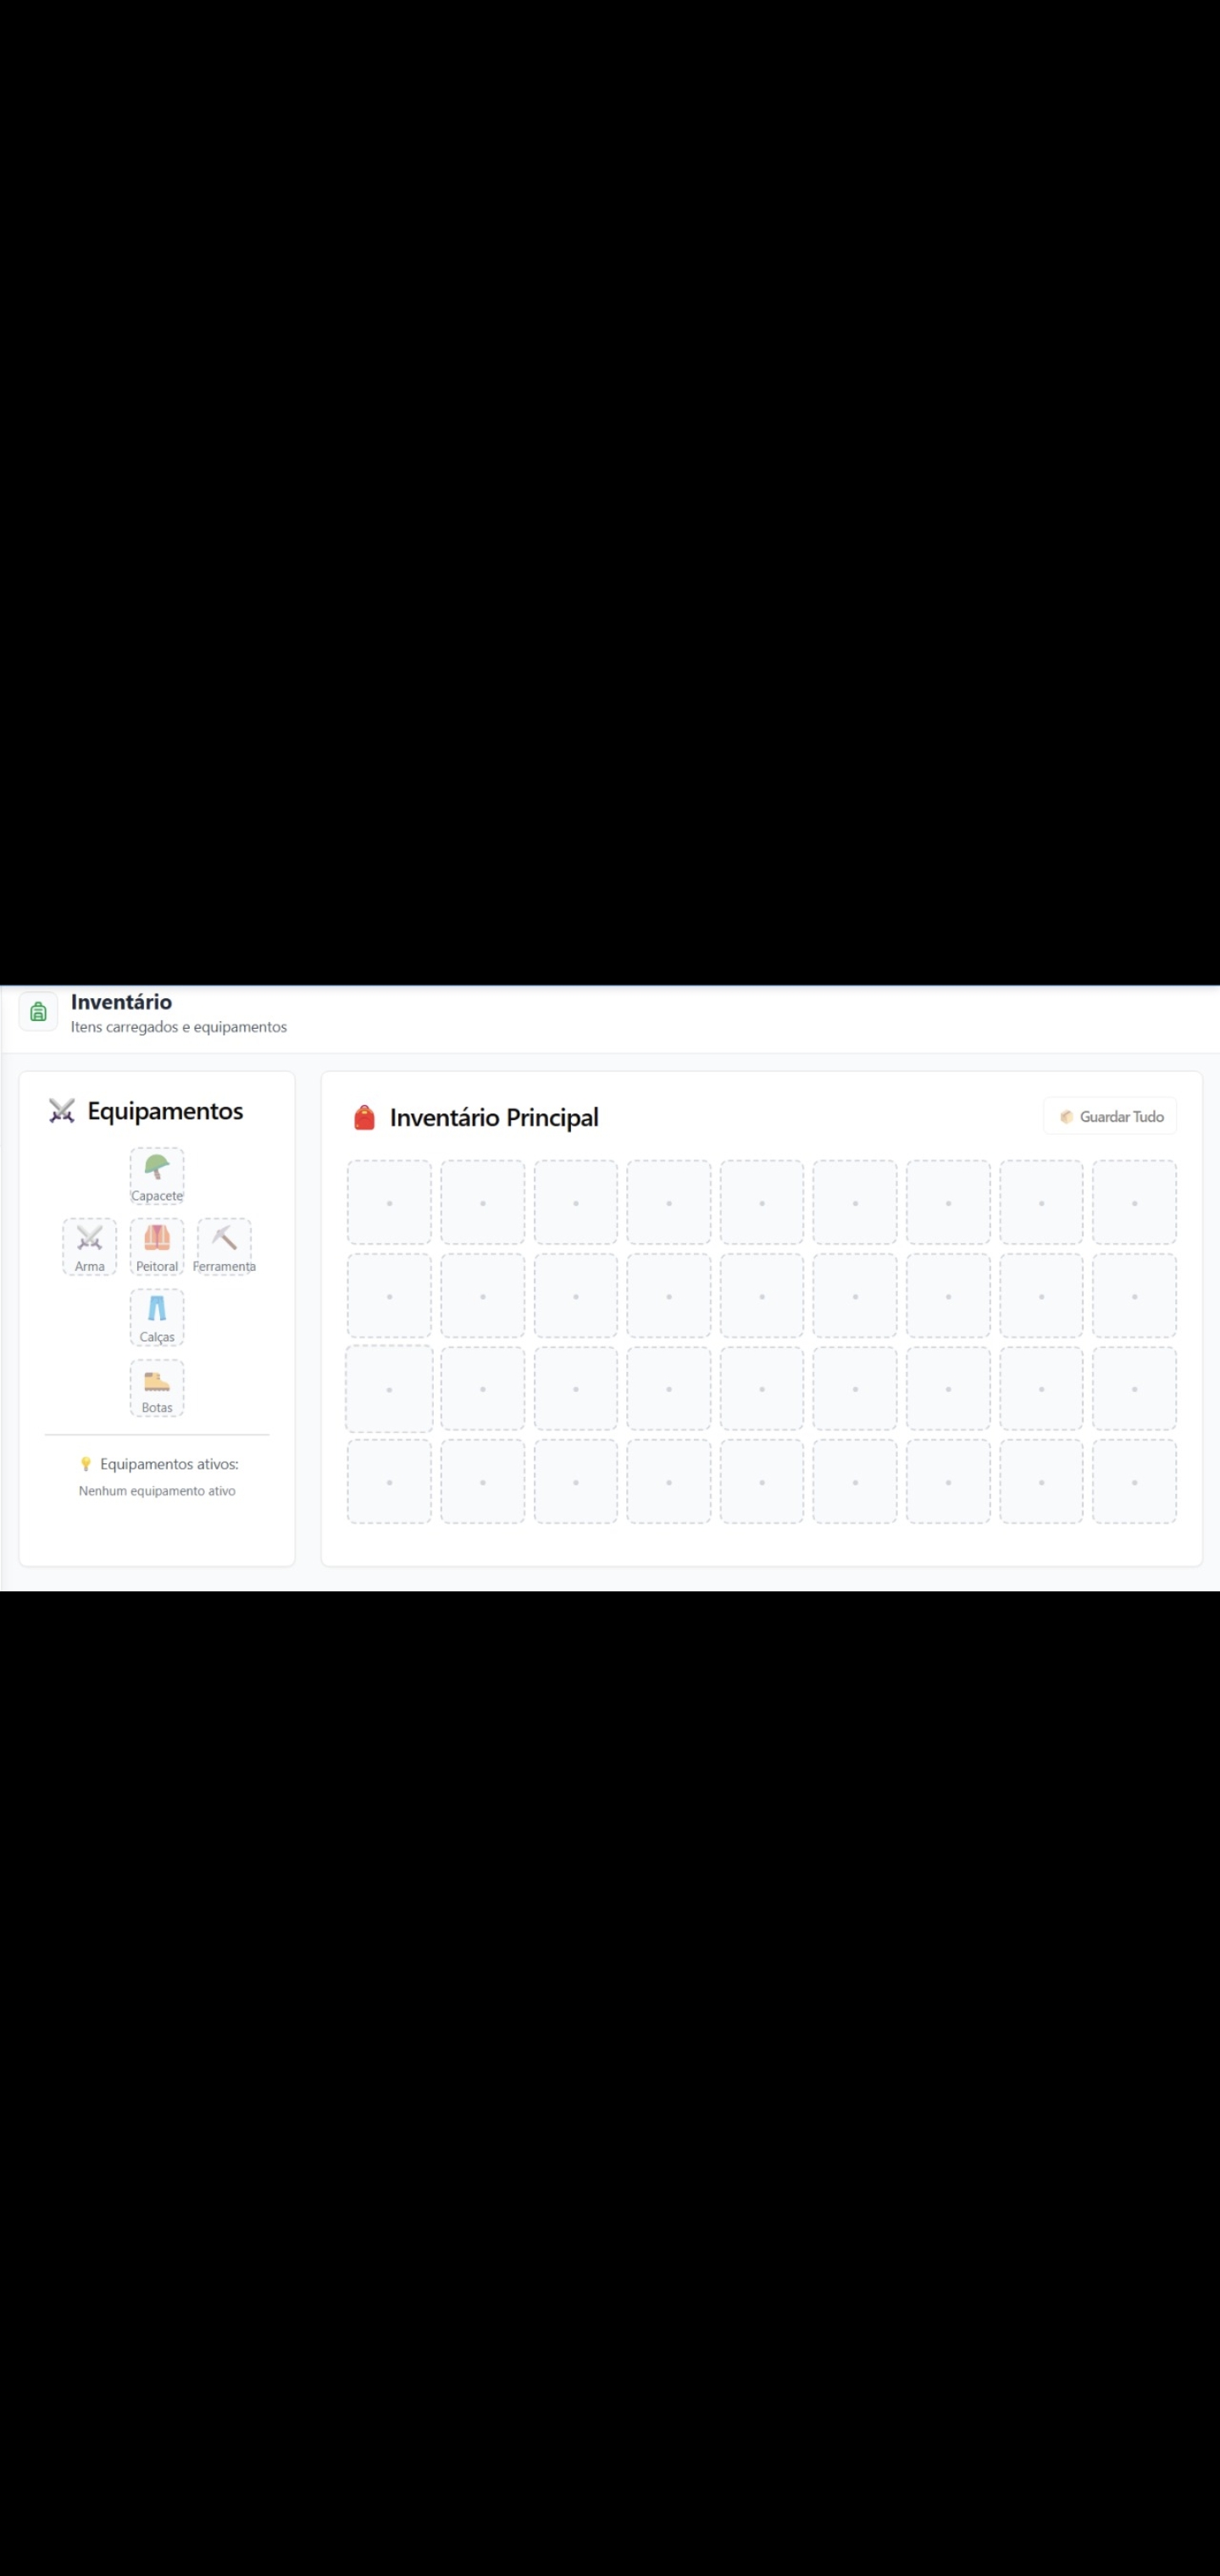 Inventário
Itens carregados e equipamentos
Equipamentos
Capacete
Arma
Peitoral
Ferramenta
Calças
Botas
Equipamentos ativos:
Nenhum equipamento ativo
Inventário Principal
Guardar Tudo